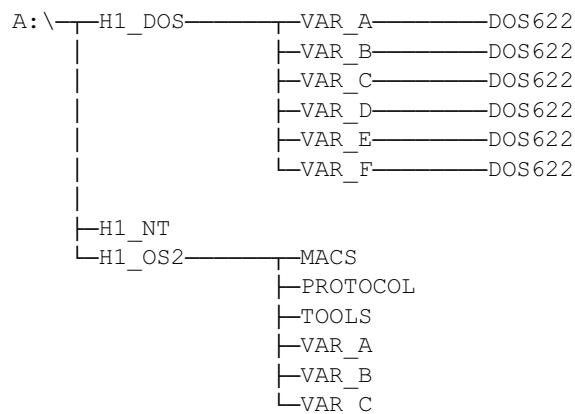 A:\─┬─H1_DOS──────┬─VAR_A────────DOS622
├─VAR_B────────DOS622
├─VAR_C────────DOS622
├─VAR_D────────DOS622
├─VAR_E────────DOS622
└─VAR_F────────DOS622
├─H1_NT
└─H1_OS2──────┬─MACS
├─PROTOCOL
├─TOOLS
├─VAR_A
├─VAR_B
└─VAR_C